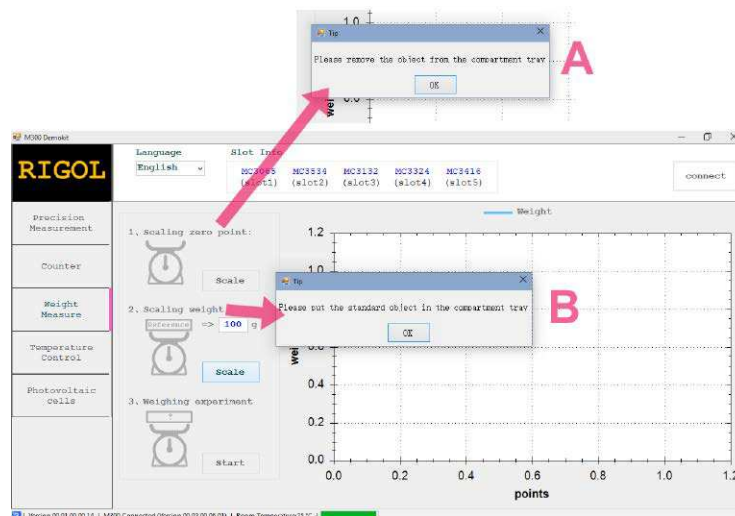 1.0
Tip
Please remove the object from the compartment tray
OK
0.0
A
M300 Demokit
RIGOL
Language
English
Slot Info
MC3065 MC3534 MC3132 MC3324 MC3416
(slot1) (slot2) (slot3) (slot4) (slot5)
connect
Precision
Measurement
Counter
Weight
Measure
Temperature
Control
Photovoltaic
cells
1. Scaling zero point:
Scale
2. Scaling weight
Reference => 100 g
Scale
3. Weighing experiment
?
Start
Weight
1.2
1.0
Tip
Please put the standard object in the compartment tray
OK
B
0.6
0.4
0.2
0.0
0.0 0.2 0.4 0.6 0.8 1.0 1.2
points